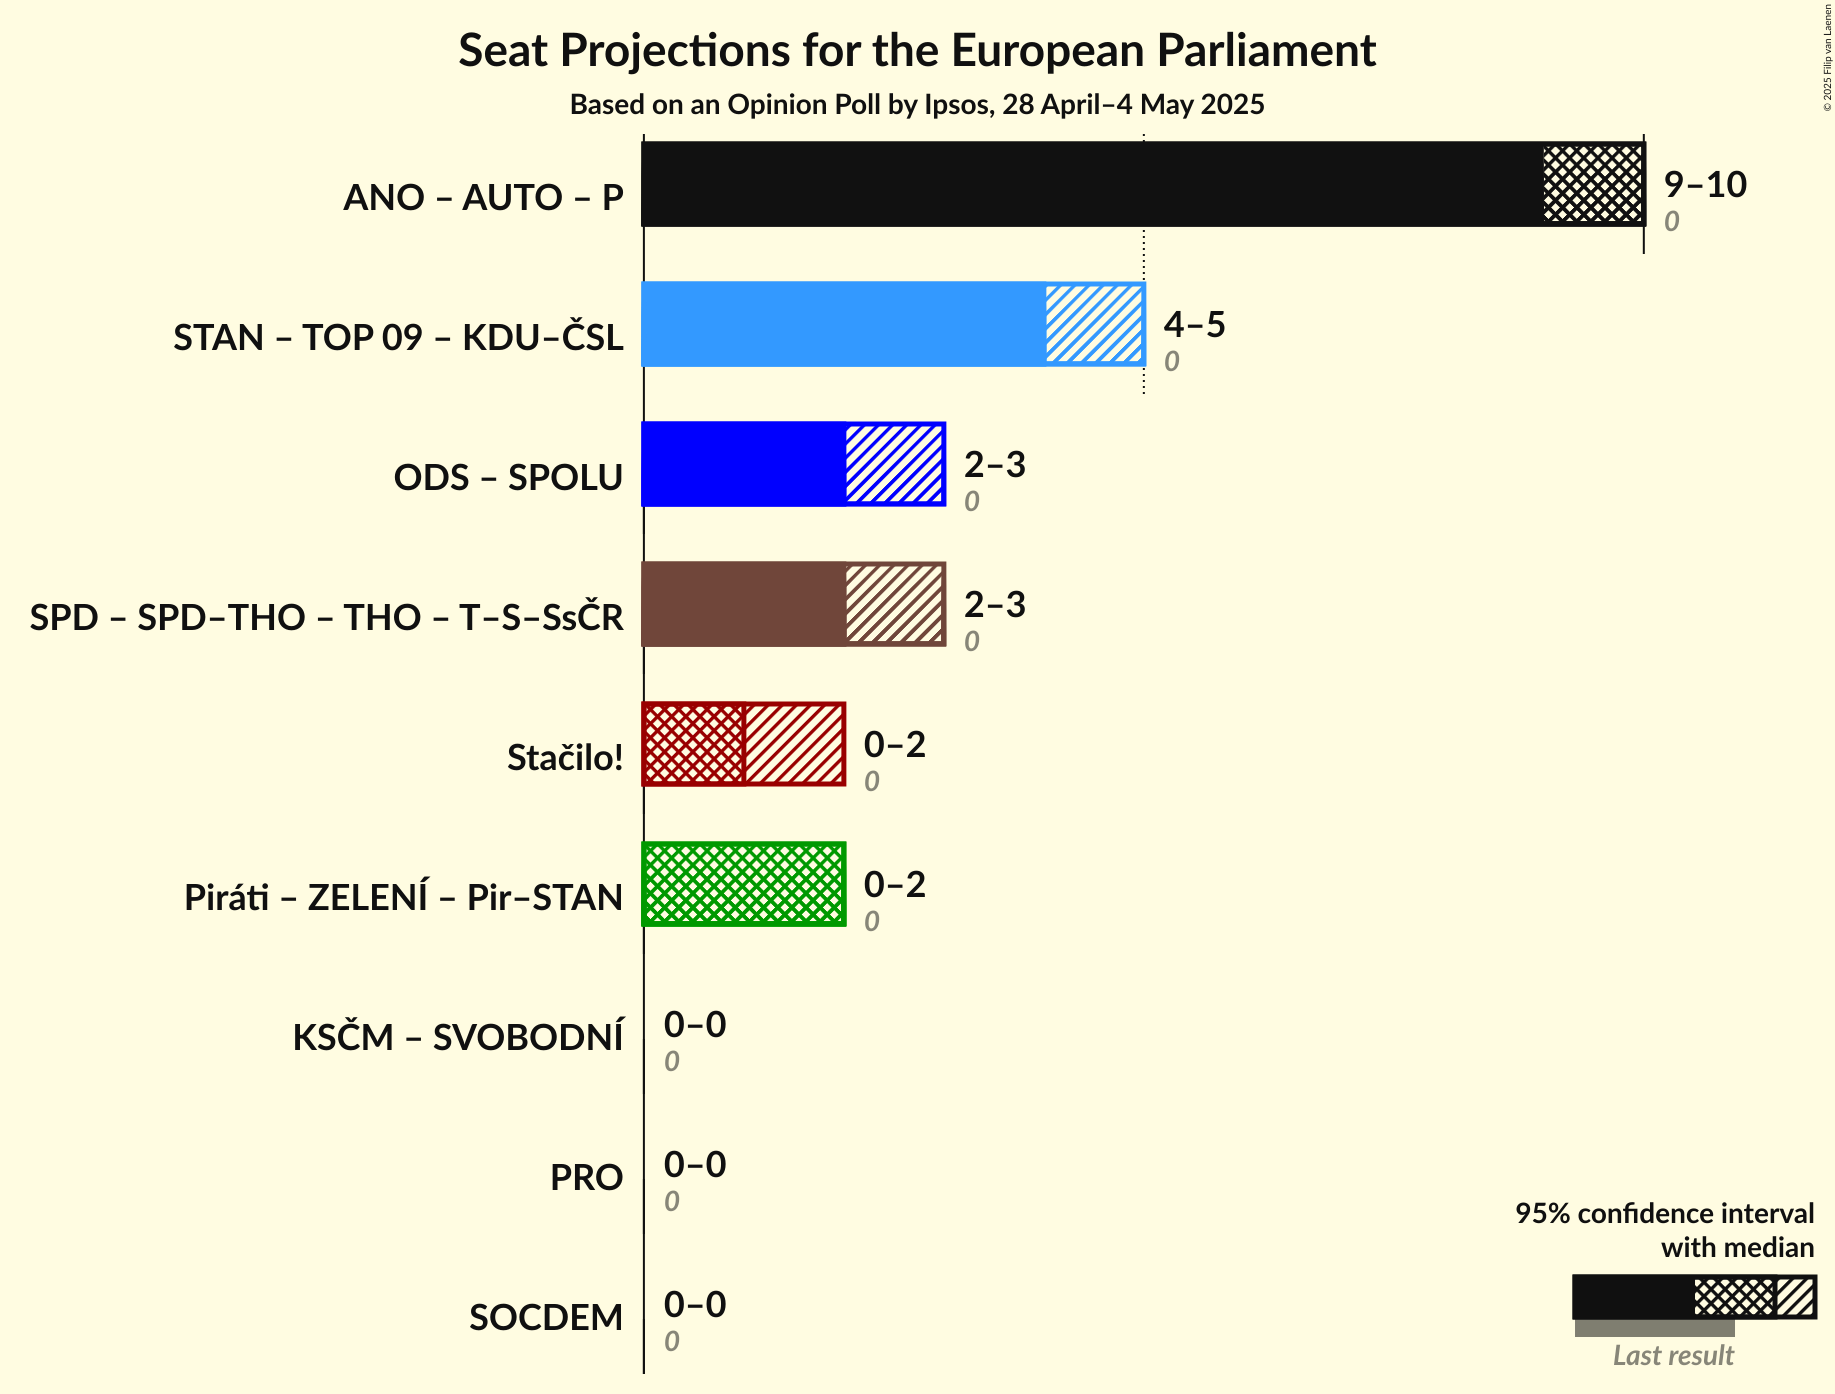 Seat Projections for the European Parliament
Based on an Opinion Poll by Ipsos, 28 April–4 May 2025
© 2025 Filip van Laenen
ANO – AUTO – P
9–10
0
STAN – TOP 09 – KDU–ČSL
4–5
0
ODS – SPOLU
2–3
0
SPD – SPD–THO – THO – T–S–SsČR
2–3
0
Stačilo!
0–2
0
Piráti – ZELENÍ – Pir–STAN
0–2
0
KSČM – SVOBODNÍ
0–0
0
PRO
0–0
0
SOCDEM
0–0
0
95% confidence interval
with median
Last result